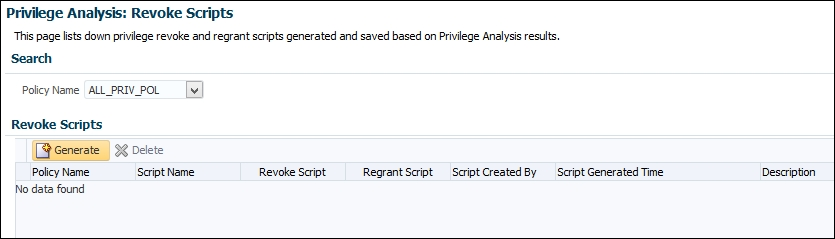 Privilege Analysis: Revoke Scripts
This page lists down privilege revoke and regrant scripts generated and saved based on Privilege Analysis results.
Search
Policy Name ALL_PRIV_POL
Revoke Scripts
Generate Delete
Policy Name Script Name Revoke Script Regrant Script Script Created By Script Generated Time Description
No data found